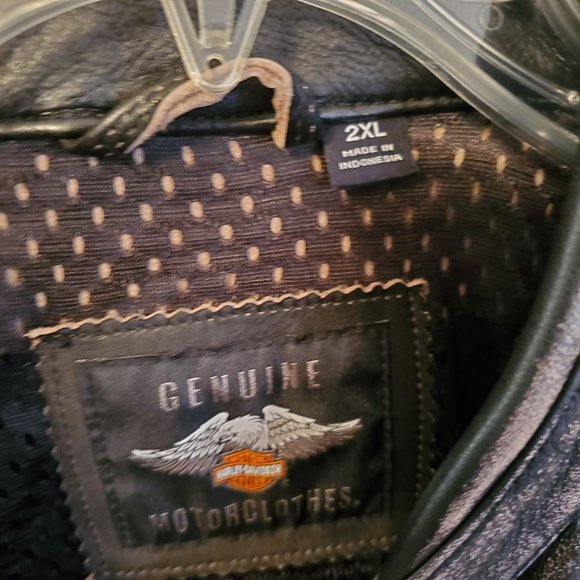 2XL
MADE IN
INDONESIA
GENUINE
HARLEY-DAVIDSON
MOTORCLOTHES.